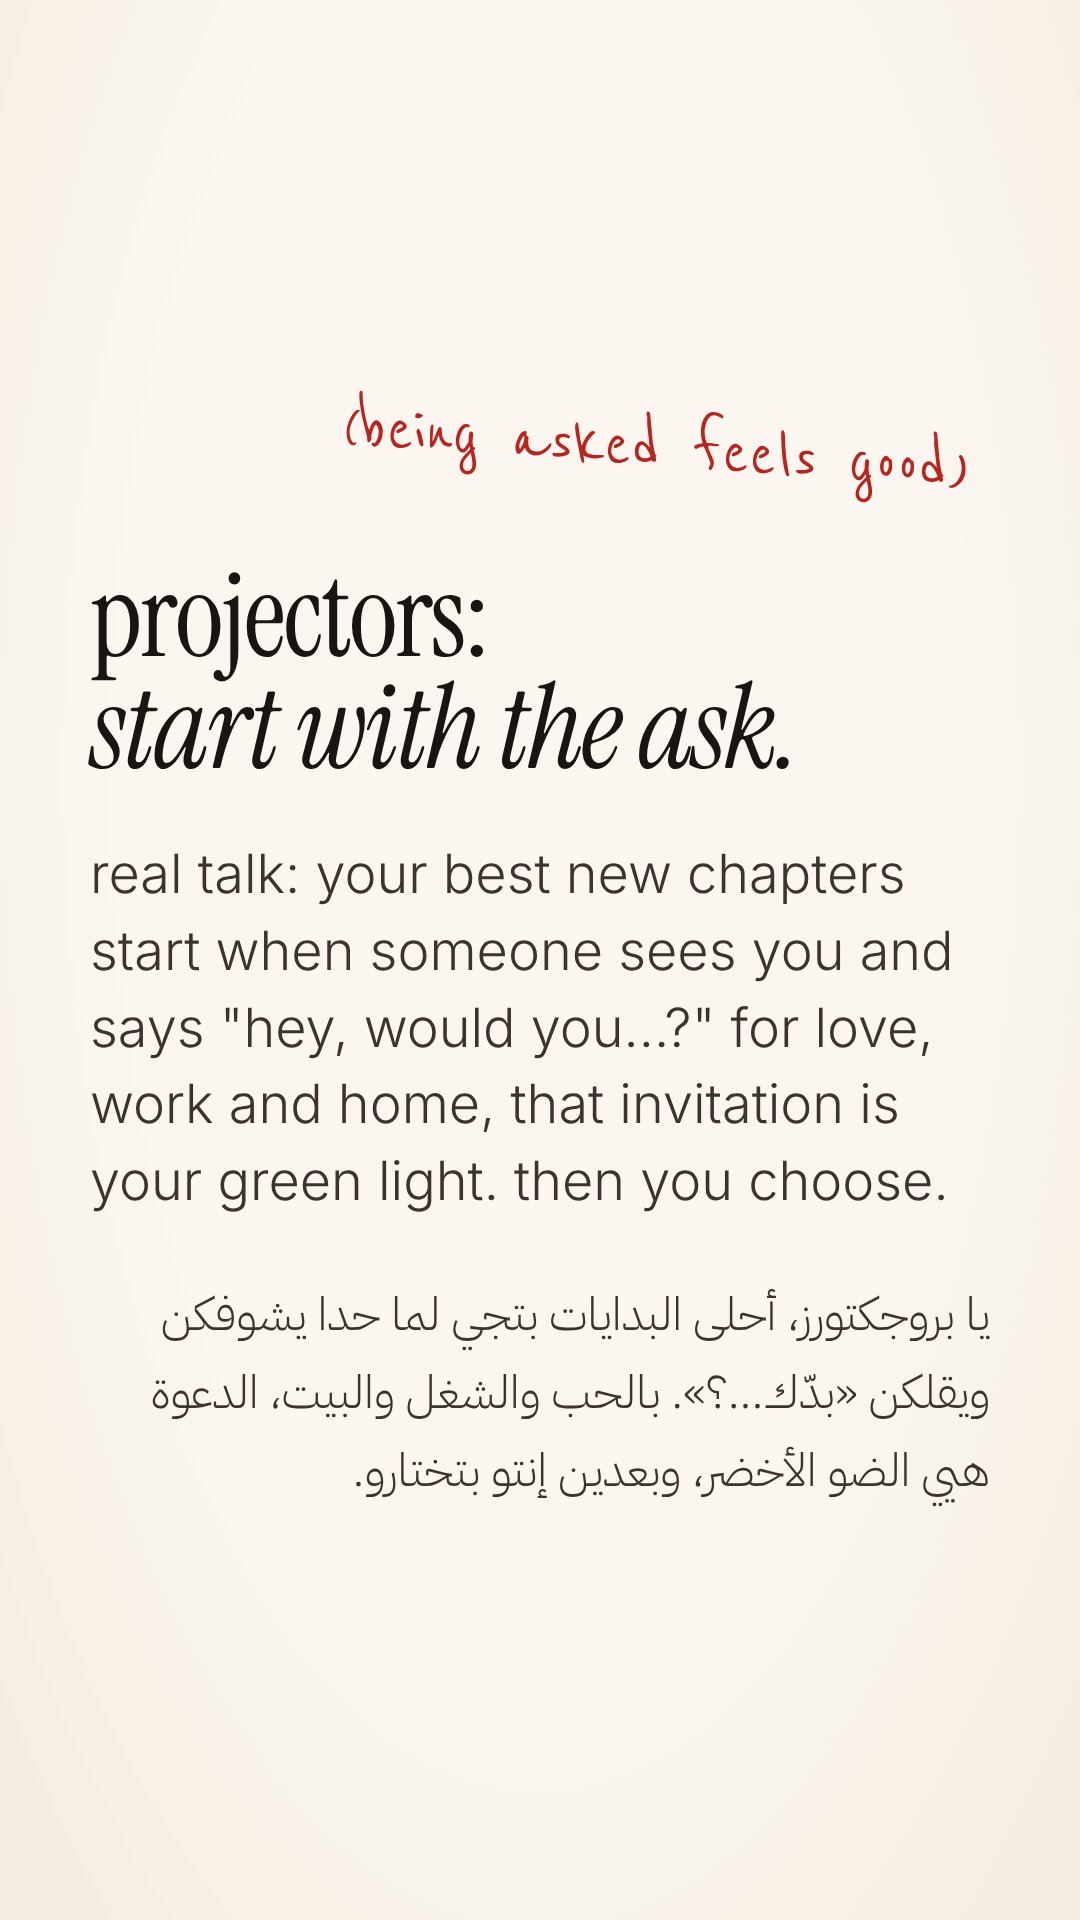 (being asked feels good)
projectors:
start with the ask.
real talk: your best new chapters
start when someone sees you and
says "hey, would you...?" for love,
work and home, that invitation is
your green light. then you choose.
يا بروجكتورز، أحلى البدايات بتجي لما حدا يشوفكن
ويقلكن «بدّك...؟». بالحب والشغل والبيت، الدعوة
هيي الضو الأخضر، وبعدين إنتو بتختارو.